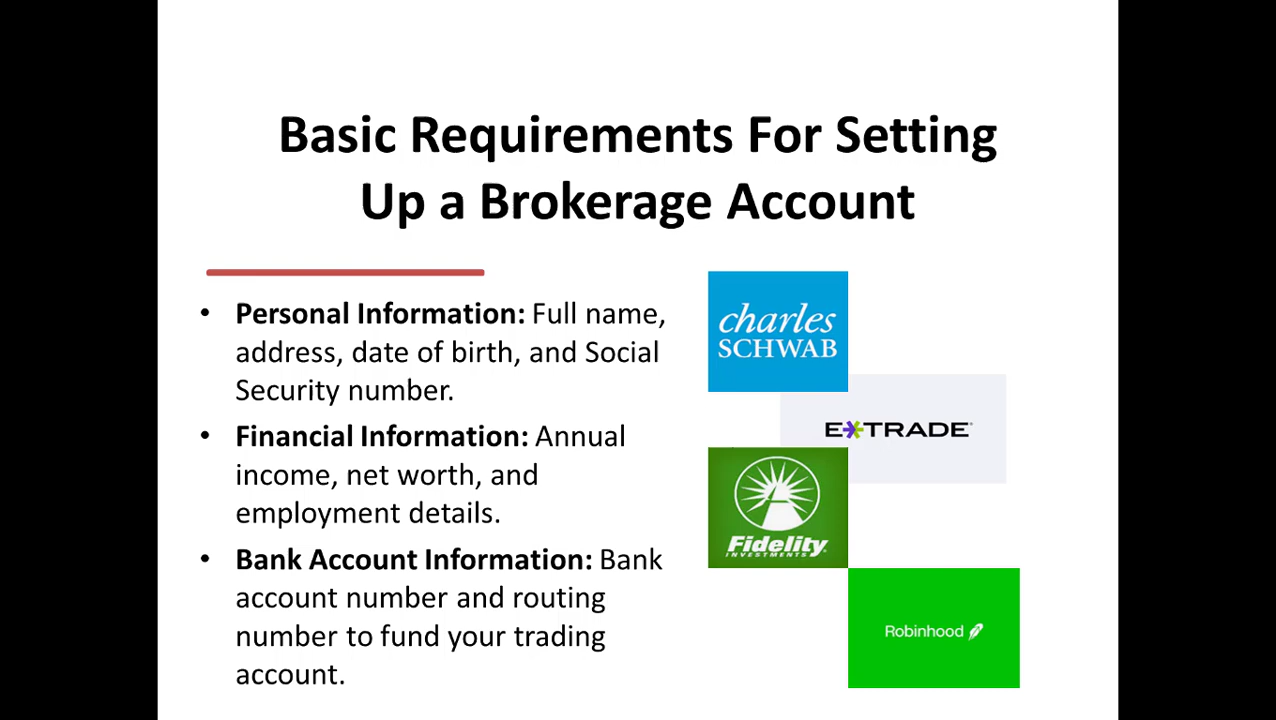 Basic Requirements For Setting
Up a Brokerage Account
• Personal Information: Full name,
address, date of birth, and Social
Security number.
• Financial Information: Annual
income, net worth, and
employment details.
• Bank Account Information: Bank
account number and routing
number to fund your trading
account.
charles
SCHWAB
E*TRADE
Fidelity
INVESTMENTS
Robinhood